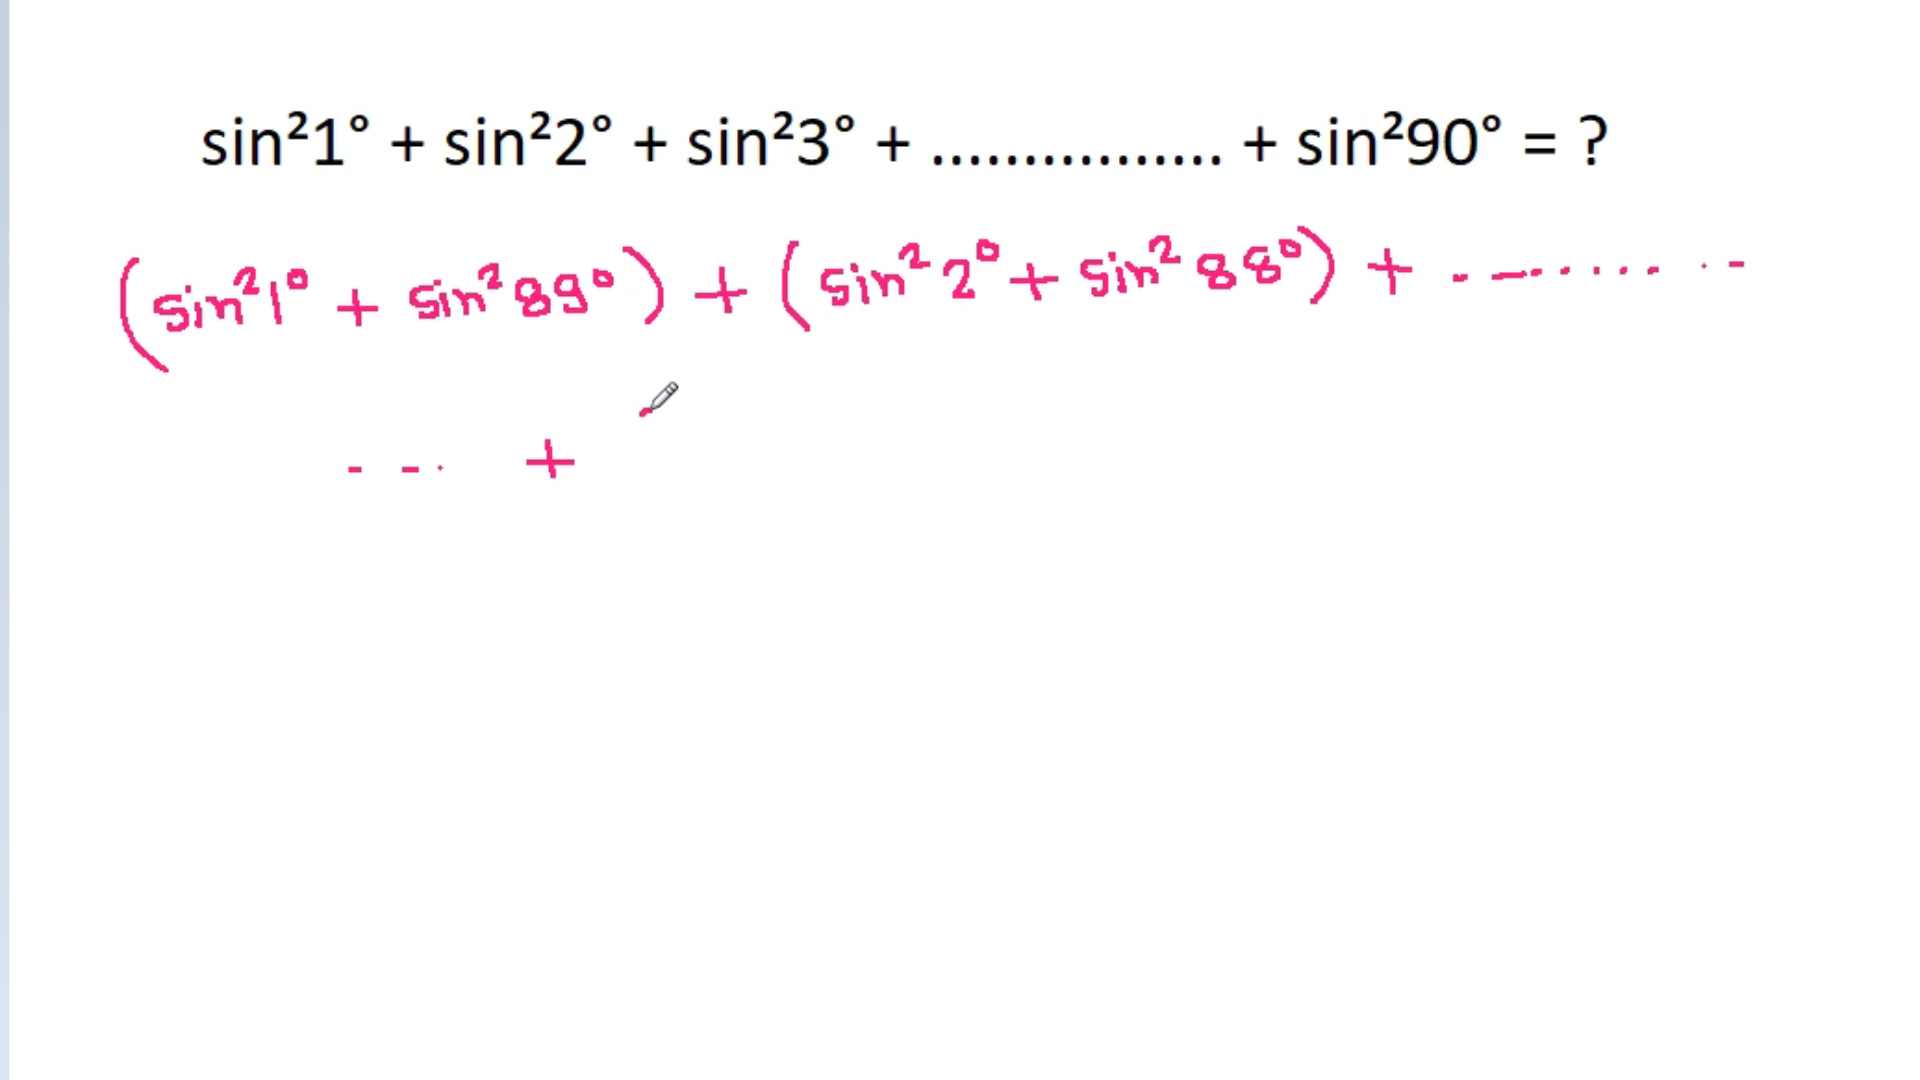 sin²1° + sin²2° + sin²3° + ................ + sin²90° = ?
(sin²1° + sin²89°) + (sin²2° + sin²88°) + - -....... . -
- - . +